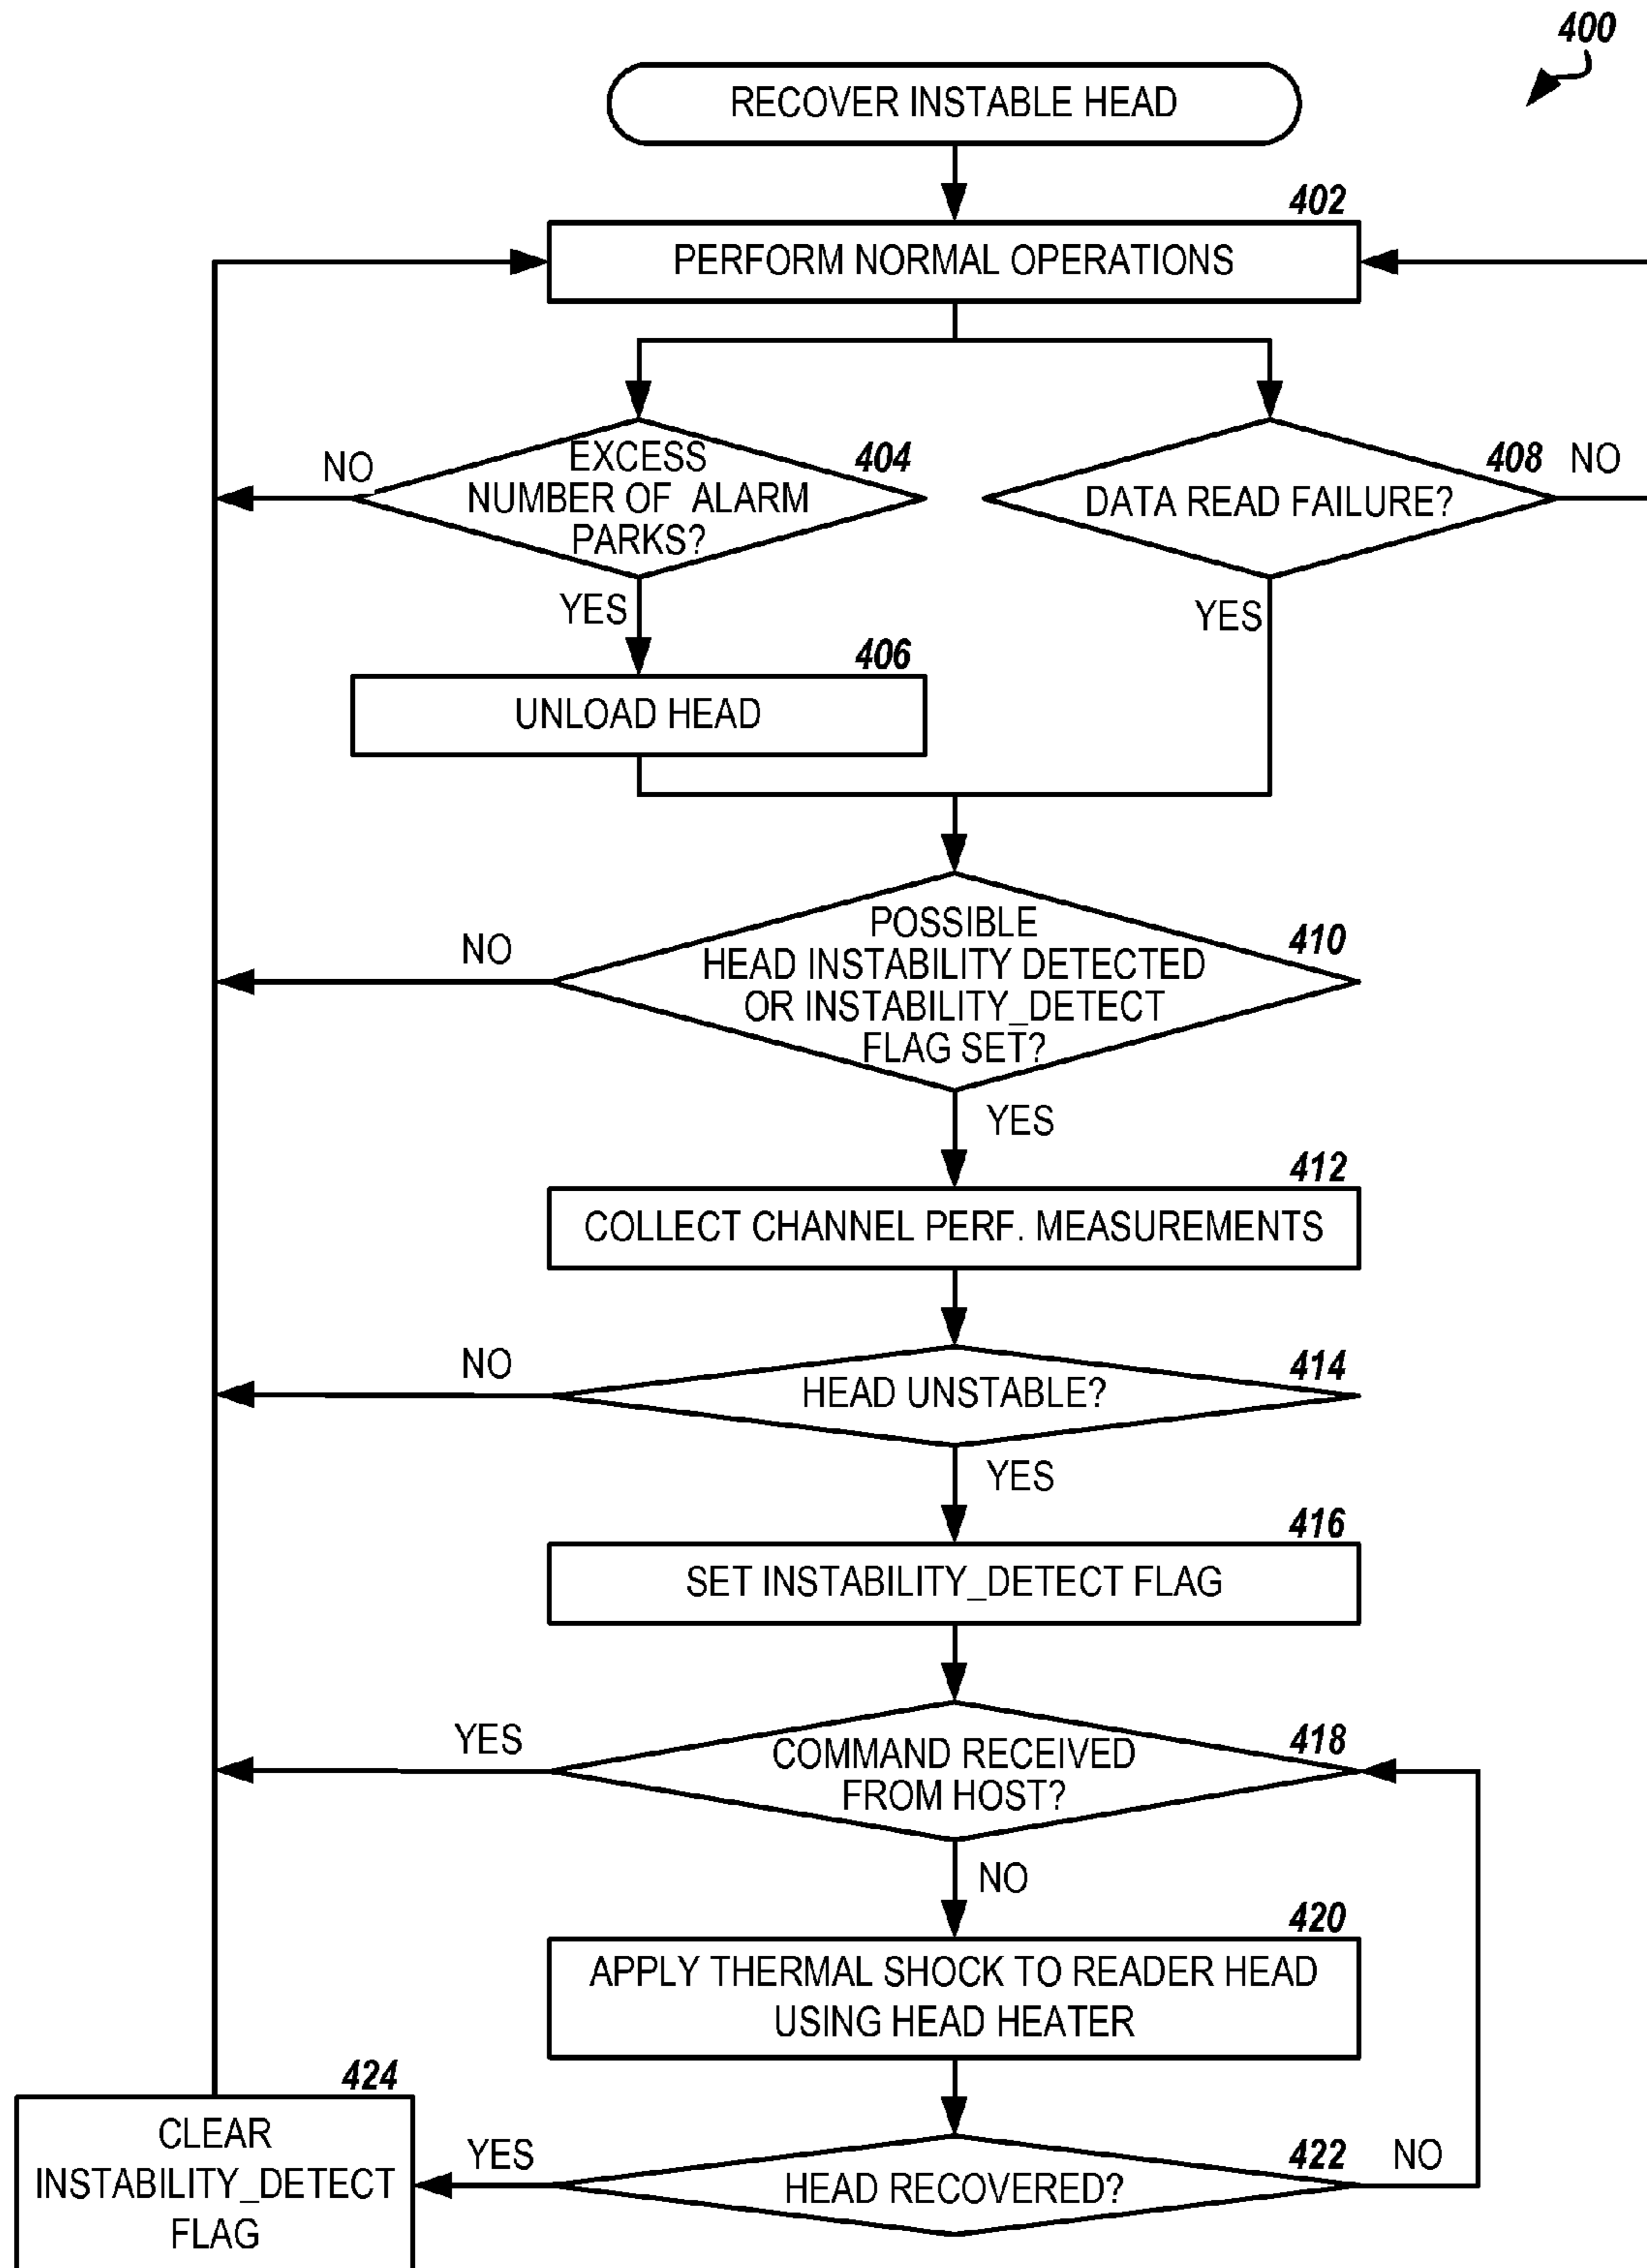 400
RECOVER INSTABLE HEAD
402
PERFORM NORMAL OPERATIONS
NO
EXCESS
NUMBER OF ALARM
PARKS?
404
408
NO
DATA READ FAILURE?
YES
YES
406
UNLOAD HEAD
NO
POSSIBLE
HEAD INSTABILITY DETECTED
OR INSTABILITY_DETECT
FLAG SET?
410
YES
412
COLLECT CHANNEL PERF. MEASUREMENTS
NO
HEAD UNSTABLE?
414
YES
416
SET INSTABILITY_DETECT FLAG
YES
COMMAND RECEIVED
FROM HOST?
418
NO
420
APPLY THERMAL SHOCK TO READER HEAD
USING HEAD HEATER
424
CLEAR
INSTABILITY_DETECT
FLAG
YES
HEAD RECOVERED?
422
NO